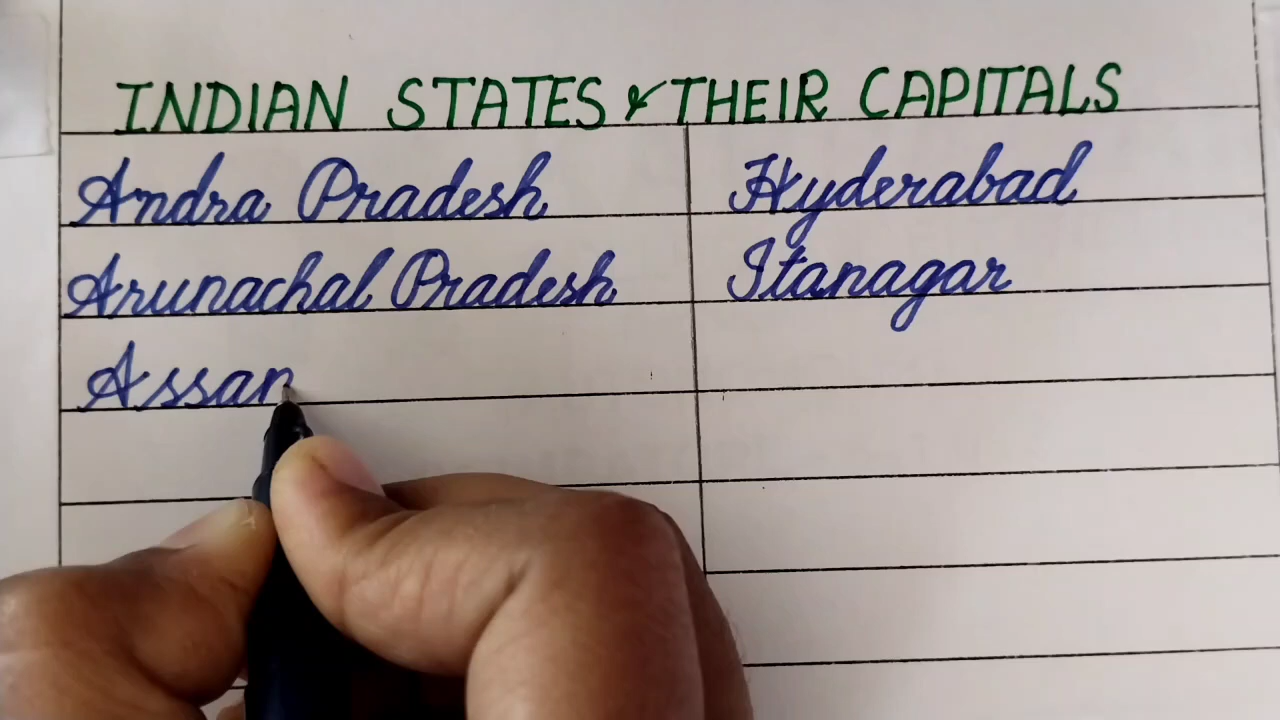 INDIAN STATES & THEIR CAPITALS
Andra Pradesh Hyderabad
Arunachal Pradesh Itanagar
Assan